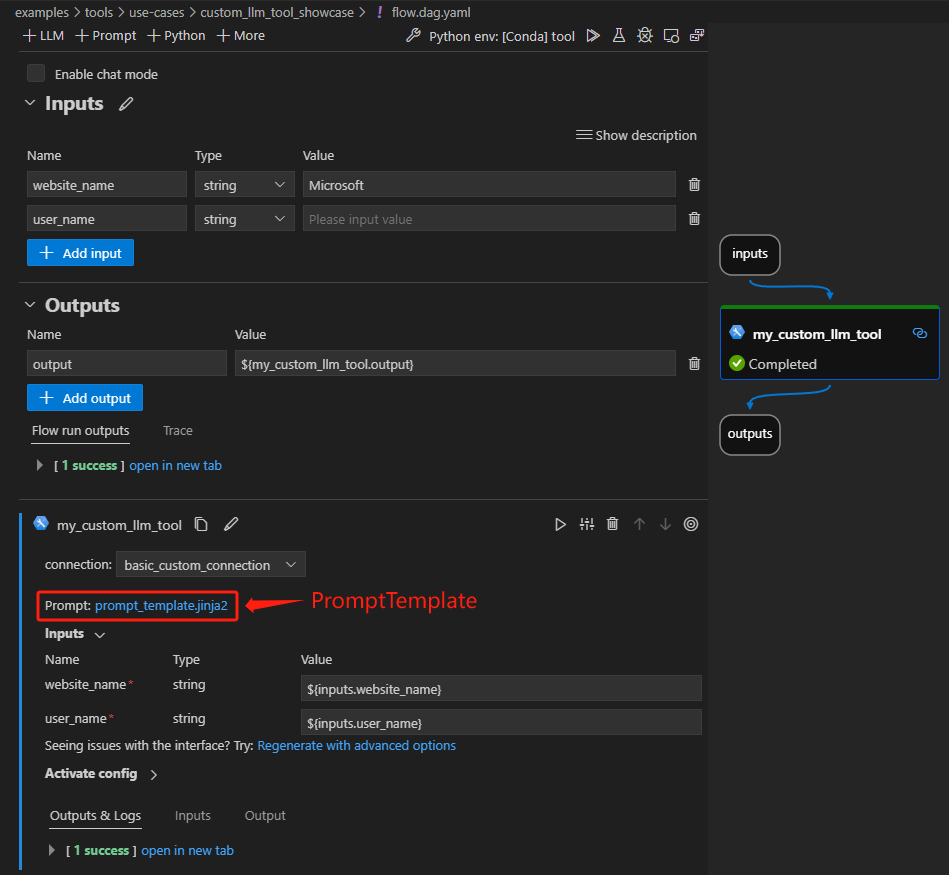 examples > tools > use-cases > custom_llm_tool_showcase > ! flow.dag.yaml
+ LLM + Prompt + Python + More Python env: [Conda] tool
Enable chat mode
Inputs
Show description
Name Type Value
website_name string Microsoft
user_name string Please input value
+ Add input
inputs
Outputs
Name Value
my_custom_llm_tool
output ${my_custom_llm_tool.output}
Completed
+ Add output
Flow run outputs Trace
outputs
[ 1 success ] open in new tab
my_custom_llm_tool
connection: basic_custom_connection
Prompt: prompt_template.jinja2 PromptTemplate
Inputs
Name Type Value
website_name* string ${inputs.website_name}
user_name* string ${inputs.user_name}
Seeing issues with the interface? Try: Regenerate with advanced options
Activate config >
Outputs & Logs Inputs Output
[ 1 success ] open in new tab